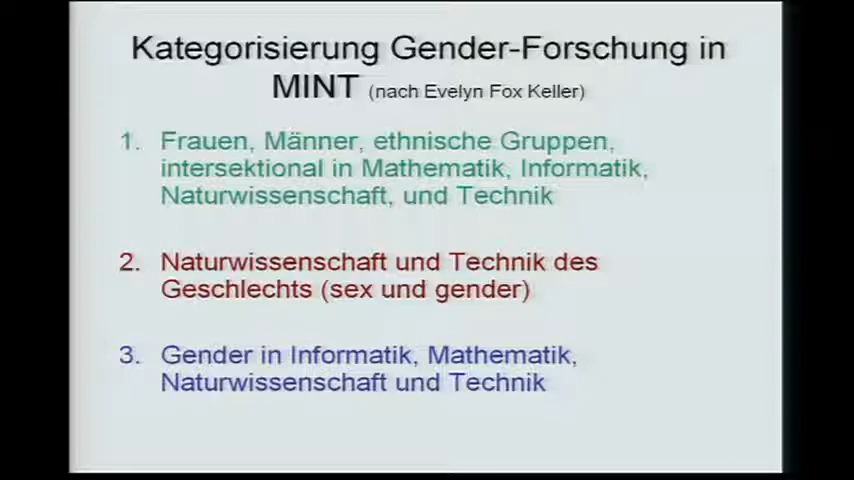 Kategorisierung Gender-Forschung in
MINT (nach Evelyn Fox Keller)
1. Frauen, Männer, ethnische Gruppen,
intersektional in Mathematik, Informatik,
Naturwissenschaft, und Technik
2. Naturwissenschaft und Technik des
Geschlechts (sex und gender)
3. Gender in Informatik, Mathematik,
Naturwissenschaft und Technik